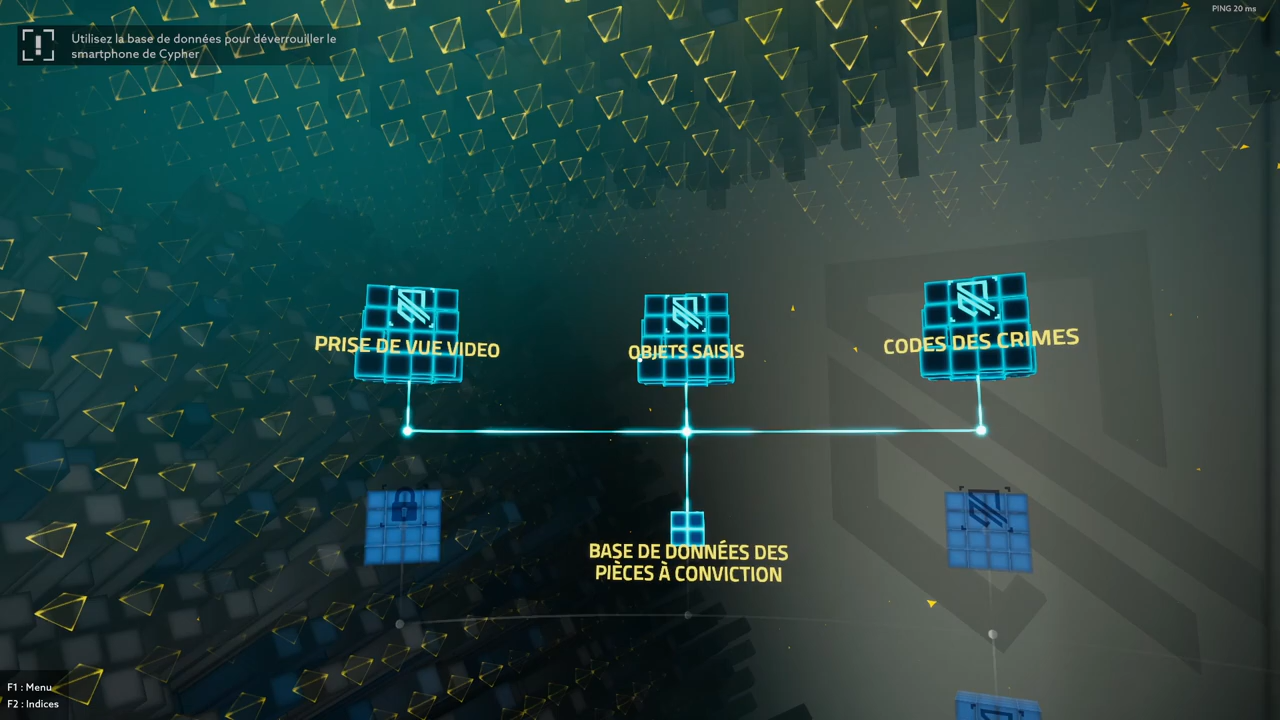 PING 20 ms
Utilisez la base de données pour déverrouiller le
smartphone de Cypher
PRISE DE VUE VIDEO
OBJETS SAISIS
CODES DES CRIMES
BASE DE DONNÉES DES
PIÈCES À CONVICTION
F1 : Menu
F2 : Indices